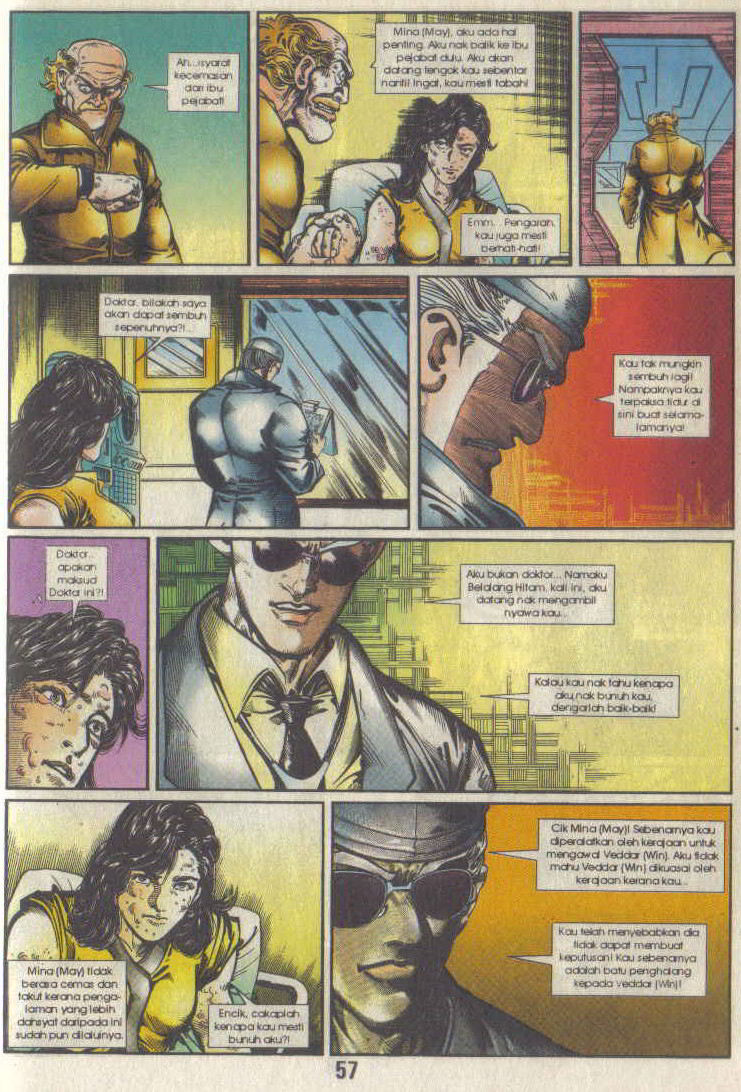 Ah...isyarat
kecemasan
dari ibu
pejabat!
Mina (May), aku ada hal
penting. Aku nak balik ke ibu
pejabat dulu. Aku akan
datang tengok kau sebentar
nanti! Ingat, kau mesti tabah!
Emm... Pengarah,
kau juga mesti
berhati-hati!
Doktor, bilakah saya
akan dapat sembuh
sepenuhnya?!...
Kau tak mungkin
sembuh lagi!
Nampaknya kau
terpaksa tidur di
sini buat selama-
lamanya!
Doktor...
apakah
maksud
Doktor ini?!
Aku bukan doktor... Namaku
Belalang Hitam, kali ini, aku
datang nak mengambil
nyawa kau...
Kalau kau nak tahu kenapa
aku nak bunuh kau,
dengarlah baik-baik!
Mina (May) tidak
berasa cemas dan
takut kerana penga-
laman yang lebih
dahsyat daripada ini
sudah pun dilaluinya.
Encik, cakaplah
kenapa kau mesti
bunuh aku?!
Cik Mina (May)! Sebenarnya kau
diperalatkan oleh kerajaan untuk
mengawal Veddar (Win). Aku tidak
mahu Veddar (Win) dikuasai oleh
kerajaan kerana kau...
Kau telah menyebabkan dia
tidak dapat membuat
keputusan! Kau sebenarnya
adalah batu penghalang
kepada Veddar (Win)!
57